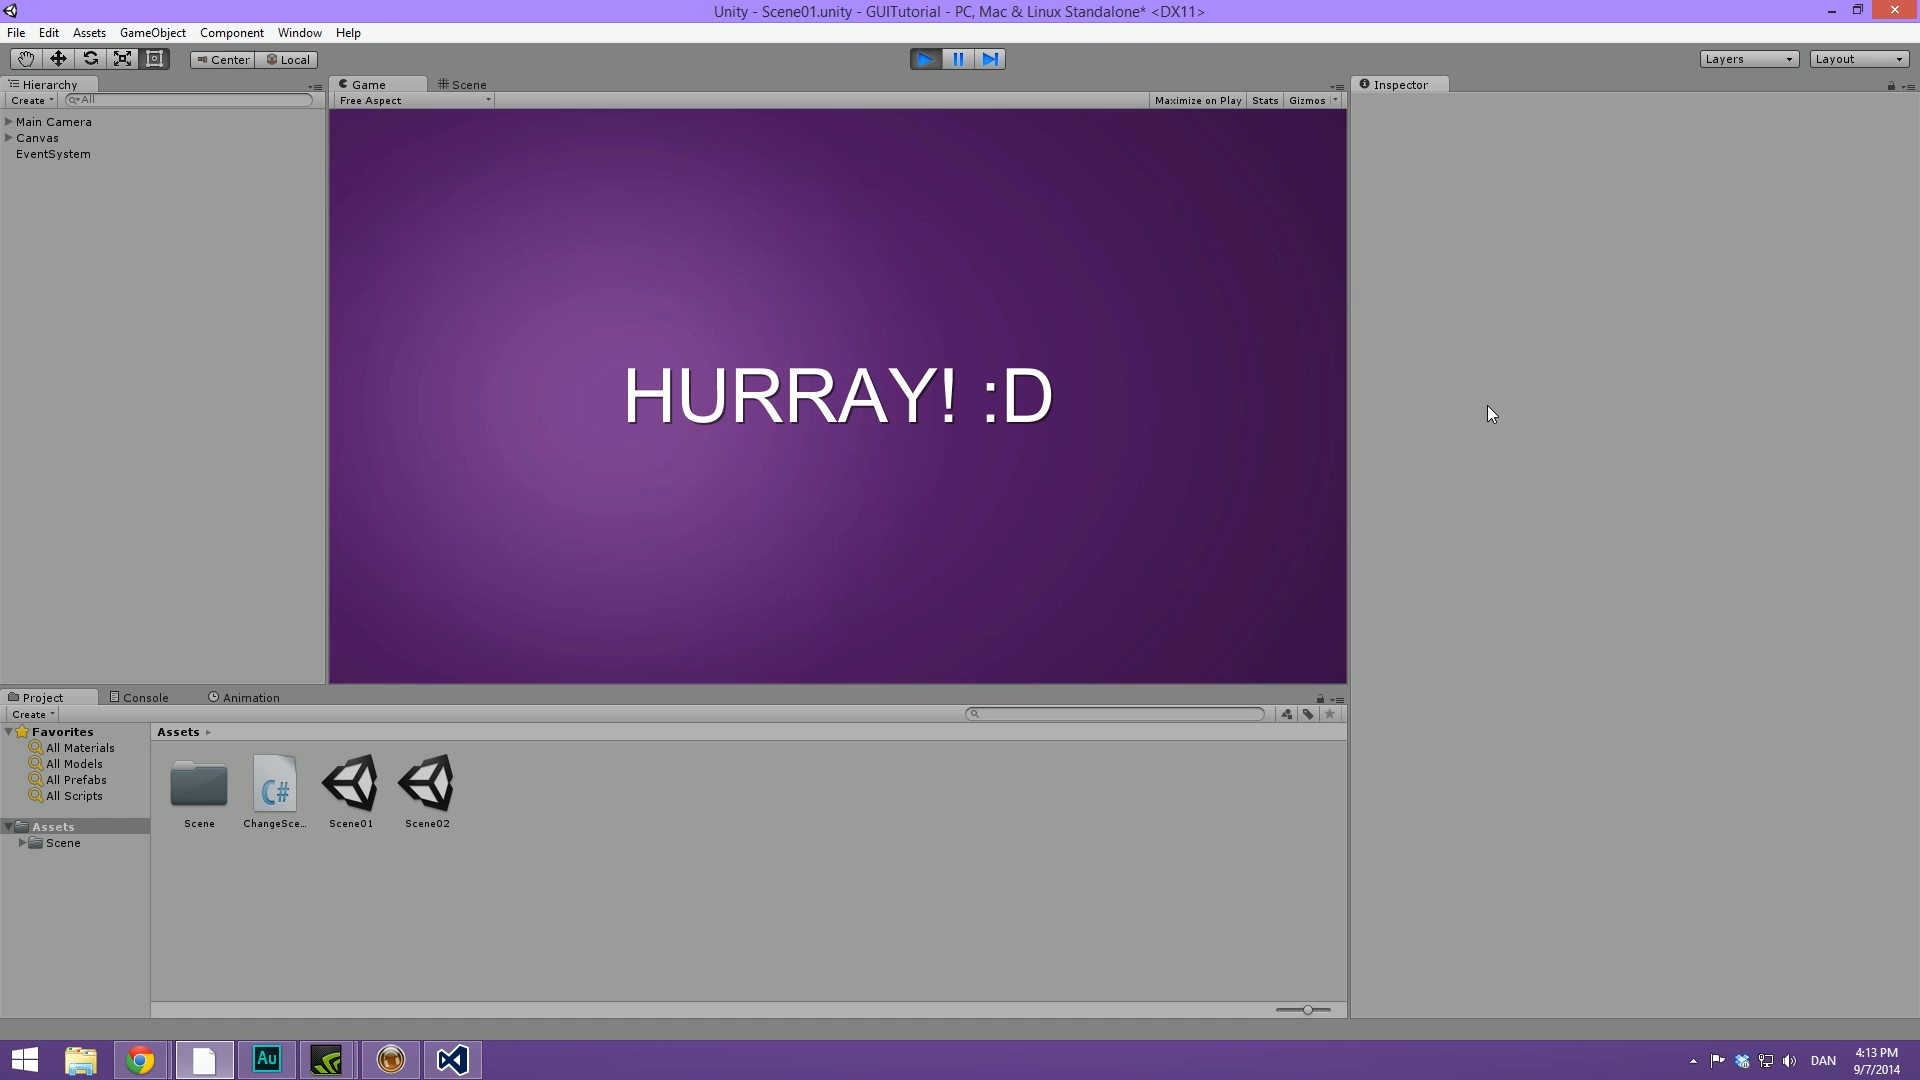 Unity - Scene01.unity - GUITutorial - PC, Mac & Linux Standalone* <DX11>
File Edit Assets GameObject Component Window Help
Center Local Layers Layout
Hierarchy Game Scene Inspector
Create All Free Aspect Maximize on Play Stats Gizmos
Main Camera
Canvas
EventSystem
HURRAY! :D
Project Console Animation
Create
Favorites Assets
All Materials
All Models
All Prefabs
All Scripts
C#
Scene ChangeSce... Scene01 Scene02
Assets
Scene
Au DAN 4:13 PM
9/7/2014